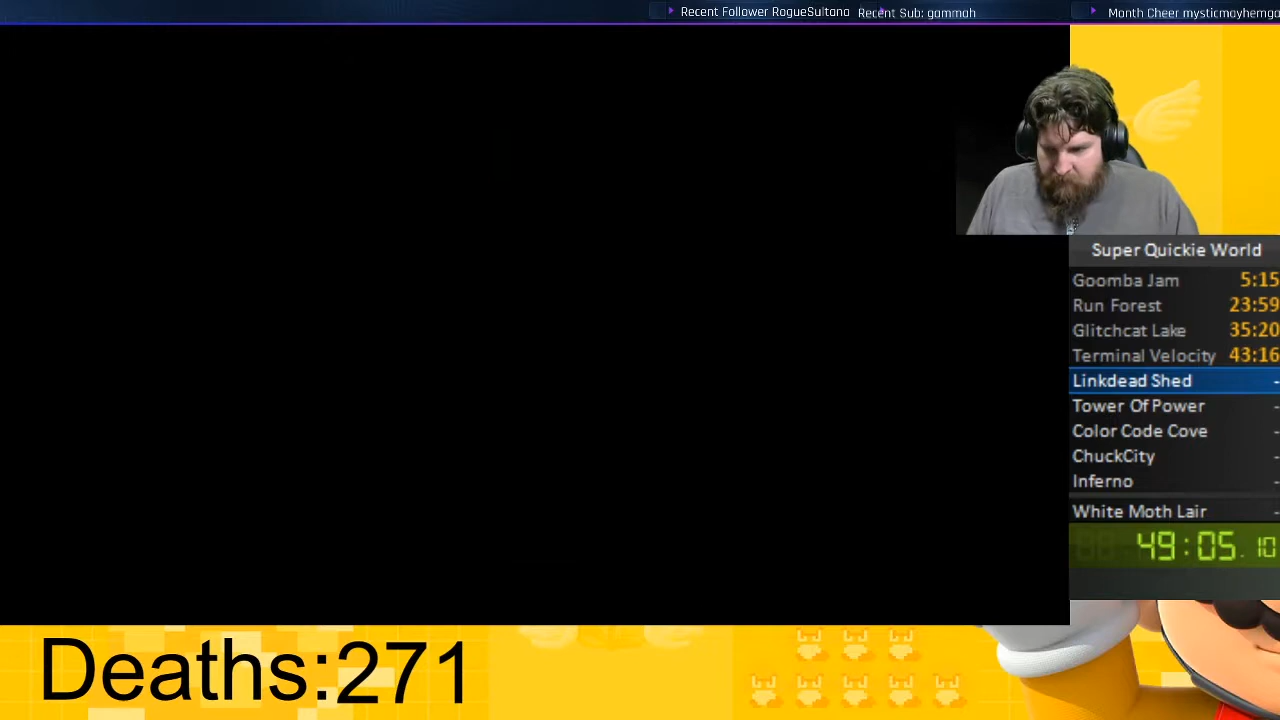 Recent Follower RogueSultana Recent Sub: gammah Month Cheer mysticmayhemga
Super Quickie World
Goomba Jam 5:15
Run Forest 23:59
Glitchcat Lake 35:20
Terminal Velocity 43:16
Linkdead Shed -
Tower Of Power -
Color Code Cove -
ChuckCity -
Inferno -
White Moth Lair -
49:05.10
Deaths:271